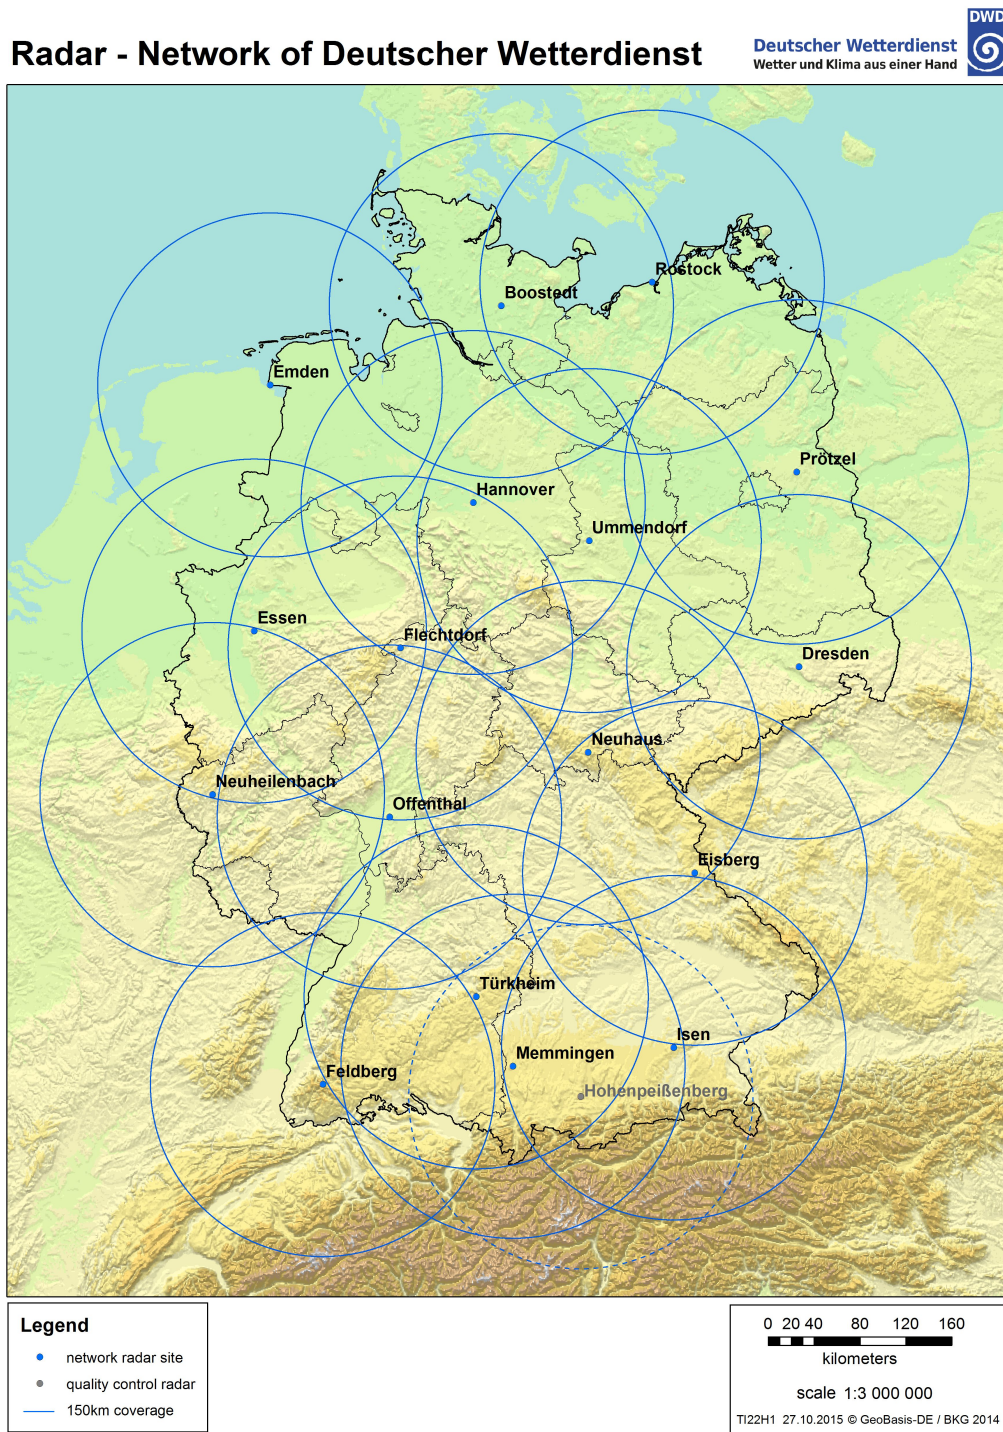 Radar - Network of Deutscher Wetterdienst
DWD
Deutscher Wetterdienst
Wetter und Klima aus einer Hand
Rostock
Boostedt
Emden
Prötzel
Hannover
Ummendorf
Essen
Flechtdorf
Dresden
Neuhaus
Neuheilenbach
Offenthal
Eisberg
Türkheim
Isen
Memmingen
Feldberg
Hohenpeißenberg
Legend
network radar site
quality control radar
150km coverage
0 20 40 80 120 160
kilometers
scale 1:3 000 000
TI22H1 27.10.2015 © GeoBasis-DE / BKG 2014